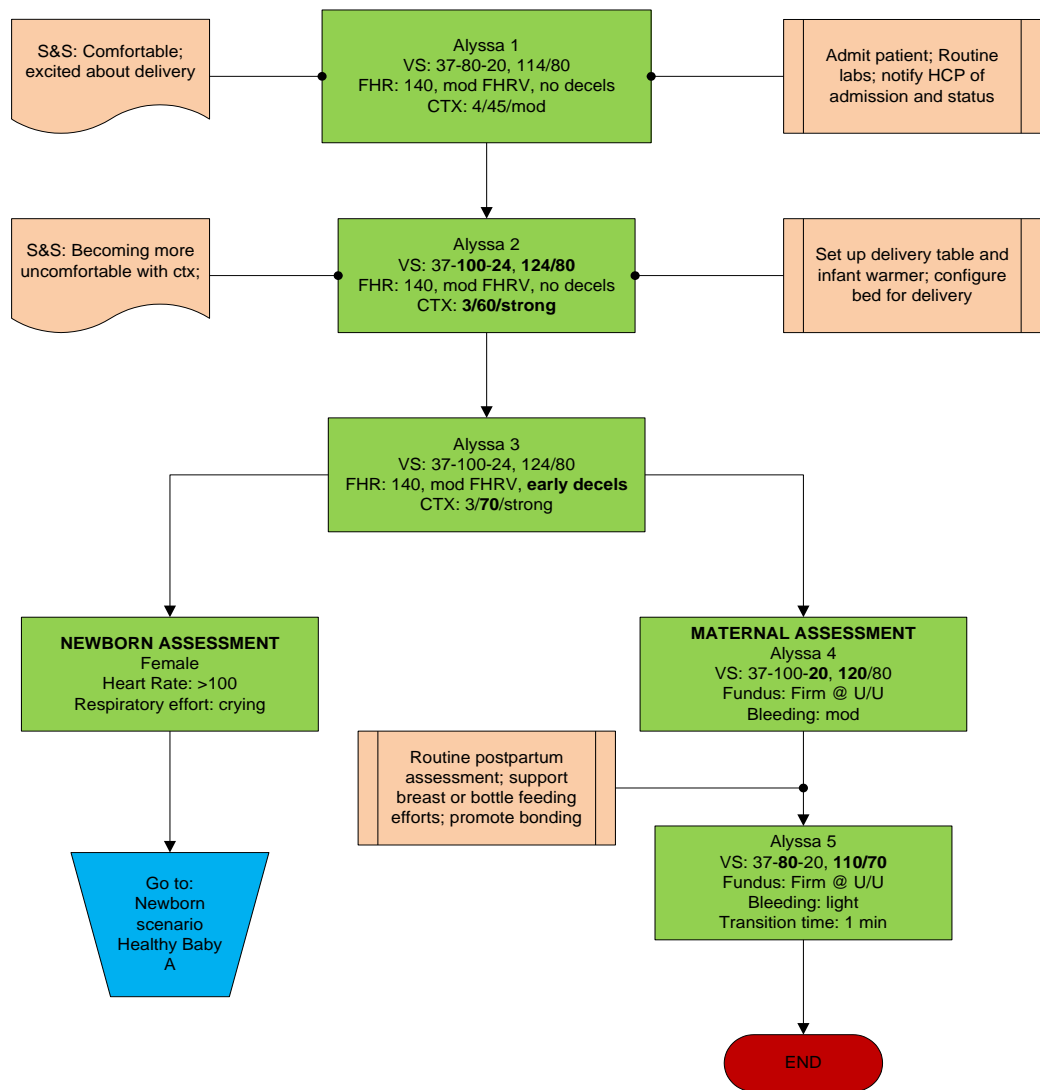 S&S: Comfortable;
excited about delivery
Alyssa 1
VS: 37-80-20, 114/80
FHR: 140, mod FHRV, no decels
CTX: 4/45/mod
Admit patient; Routine
labs; notify HCP of
admission and status
S&S: Becoming more
uncomfortable with ctx;
Alyssa 2
VS: 37-100-24, 124/80
FHR: 140, mod FHRV, no decels
CTX: 3/60/strong
Set up delivery table and
infant warmer; configure
bed for delivery
Alyssa 3
VS: 37-100-24, 124/80
FHR: 140, mod FHRV, early decels
CTX: 3/70/strong
NEWBORN ASSESSMENT
Female
Heart Rate: >100
Respiratory effort: crying
MATERNAL ASSESSMENT
Alyssa 4
VS: 37-100-20, 120/80
Fundus: Firm @ U/U
Bleeding: mod
Routine postpartum
assessment; support
breast or bottle feeding
efforts; promote bonding
Alyssa 5
VS: 37-80-20, 110/70
Fundus: Firm @ U/U
Bleeding: light
Transition time: 1 min
Go to:
Newborn
scenario
Healthy Baby
A
END